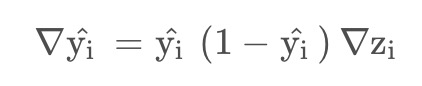 ∇ŷᵢ = ŷᵢ (1 − ŷᵢ) ∇zᵢ